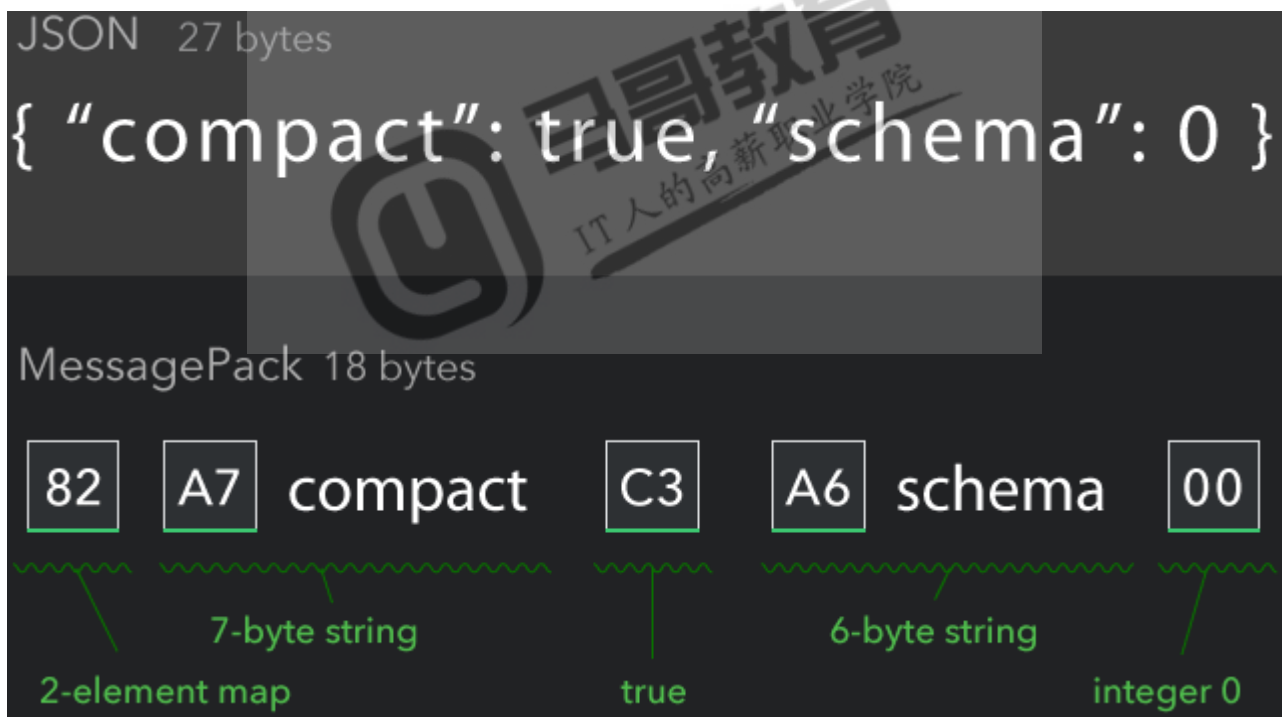 JSON 27 bytes
马哥教育
IT人的高薪职业学院
{ “compact”: true, “schema”: 0 }
MessagePack 18 bytes
82 A7 compact C3 A6 schema 00
7-byte string 6-byte string
2-element map true integer 0